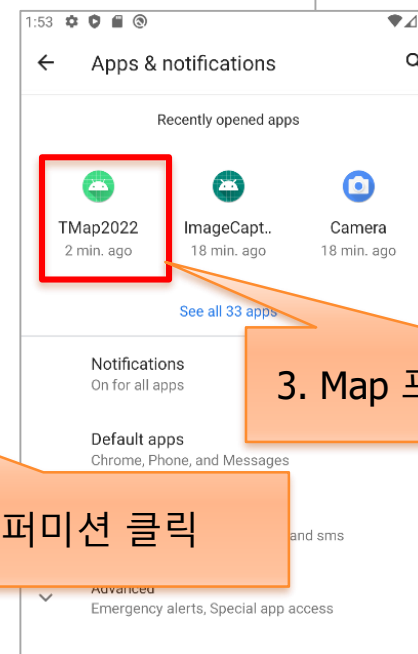 1:53
Apps & notifications
Recently opened apps
TMap2022
2 min. ago
ImageCapt..
18 min. ago
Camera
18 min. ago
See all 33 apps
Notifications
On for all apps
3. Map
Default apps
Chrome, Phone, and Messages
퍼미션 클릭
and sms
Advanced
Emergency alerts, Special app access